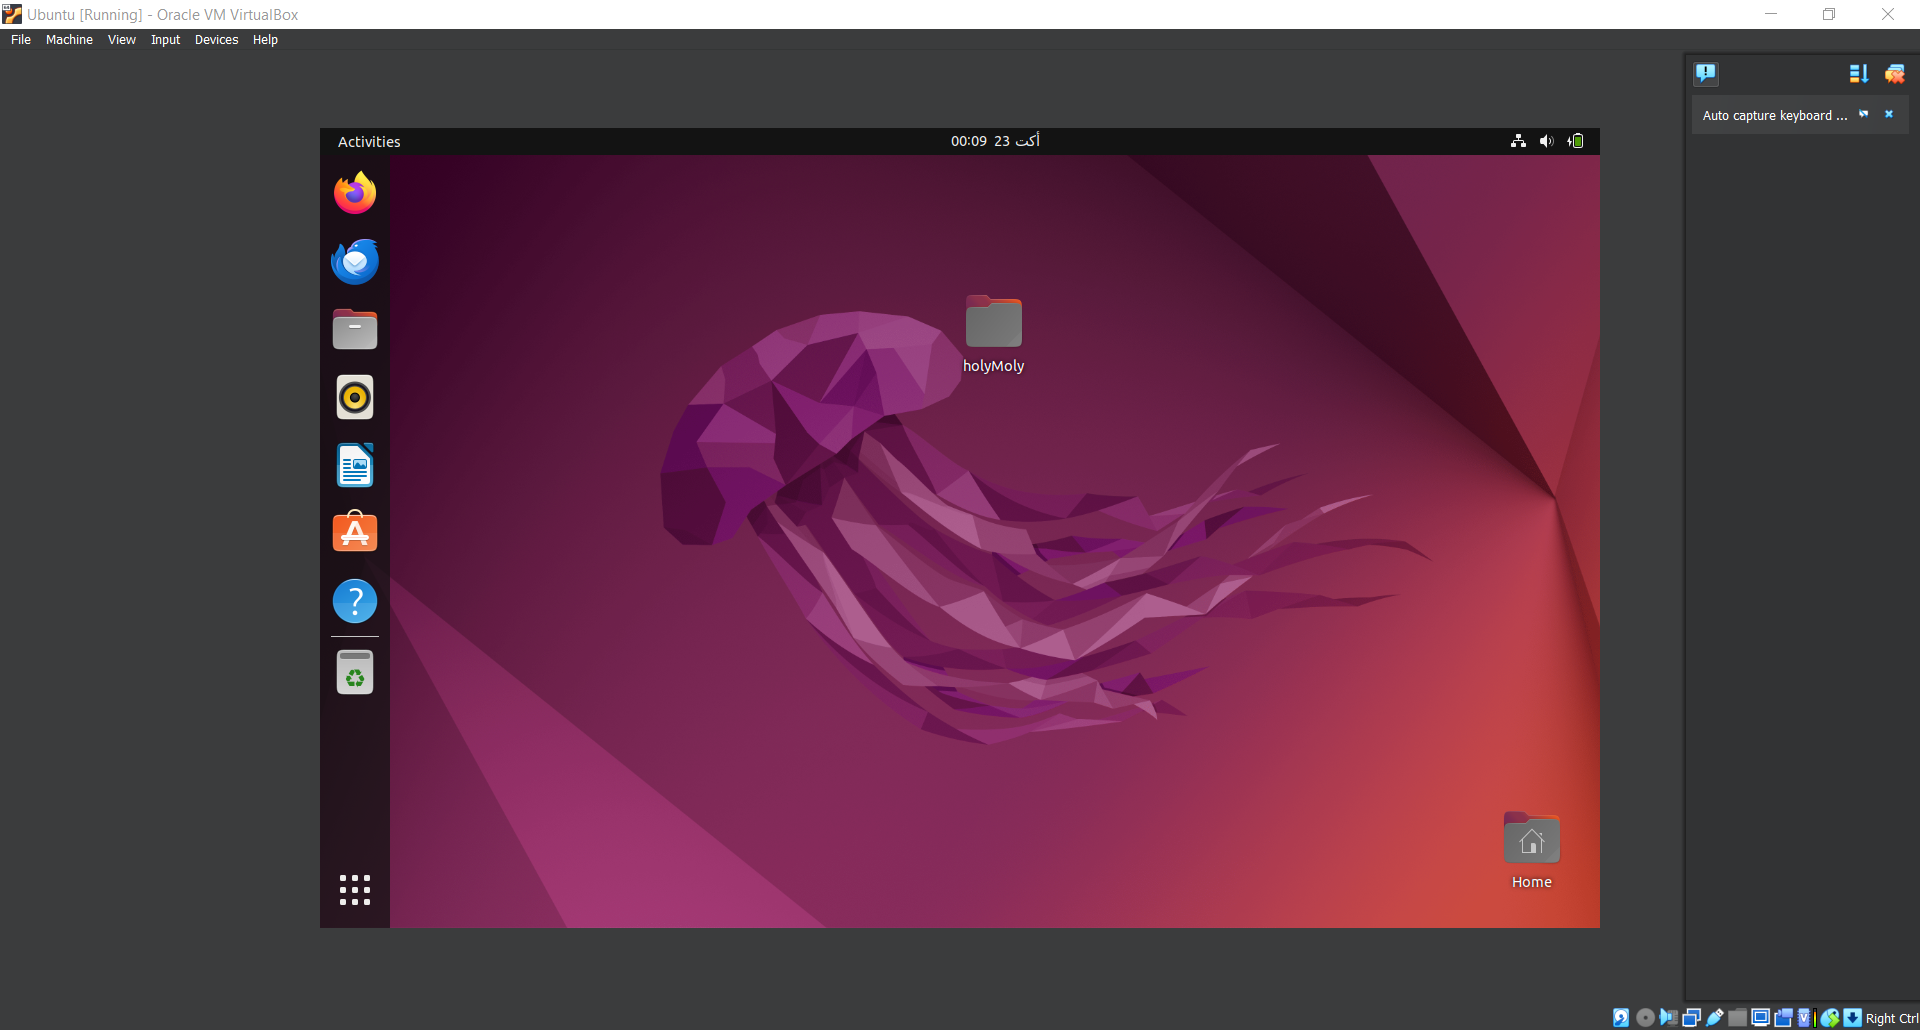 Ubuntu [Running] - Oracle VM VirtualBox
File Machine View Input Devices Help
Auto capture keyboard ...
Activities
00:09 23 أكت
holyMoly
Home
Right Ctrl